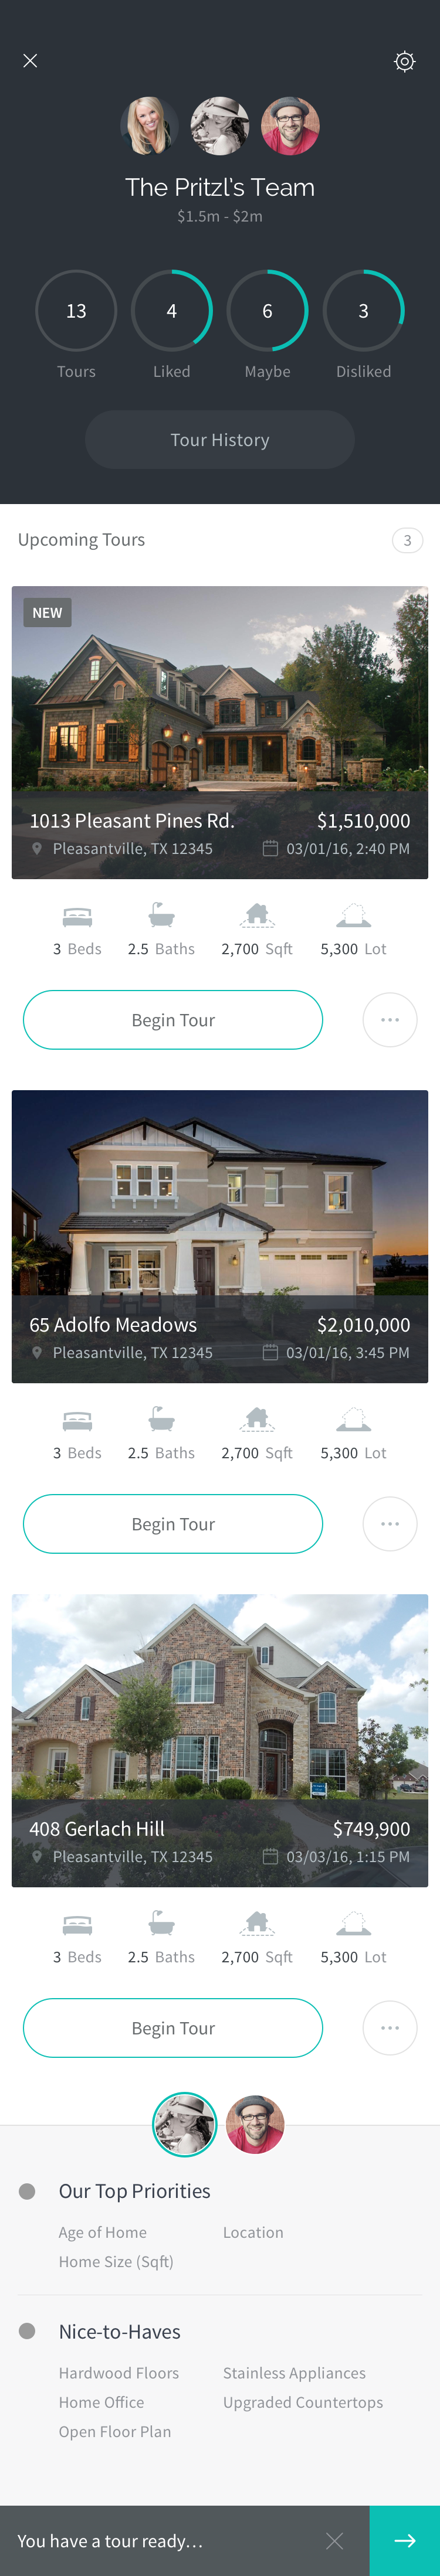 The Pritzl's Team
$1.5m - $2m
13 4 6 3
Tours Liked Maybe Disliked
Tour History
Upcoming Tours 3
NEW
1013 Pleasant Pines Rd. $1,510,000
Pleasantville, TX 12345 03/01/16, 2:40 PM
3 Beds 2.5 Baths 2,700 Sqft 5,300 Lot
Begin Tour
65 Adolfo Meadows $2,010,000
Pleasantville, TX 12345 03/01/16, 3:45 PM
3 Beds 2.5 Baths 2,700 Sqft 5,300 Lot
Begin Tour
408 Gerlach Hill $749,900
Pleasantville, TX 12345 03/03/16, 1:15 PM
3 Beds 2.5 Baths 2,700 Sqft 5,300 Lot
Begin Tour
Our Top Priorities
Age of Home Location
Home Size (Sqft)
Nice-to-Haves
Hardwood Floors Stainless Appliances
Home Office Upgraded Countertops
Open Floor Plan
You have a tour ready...